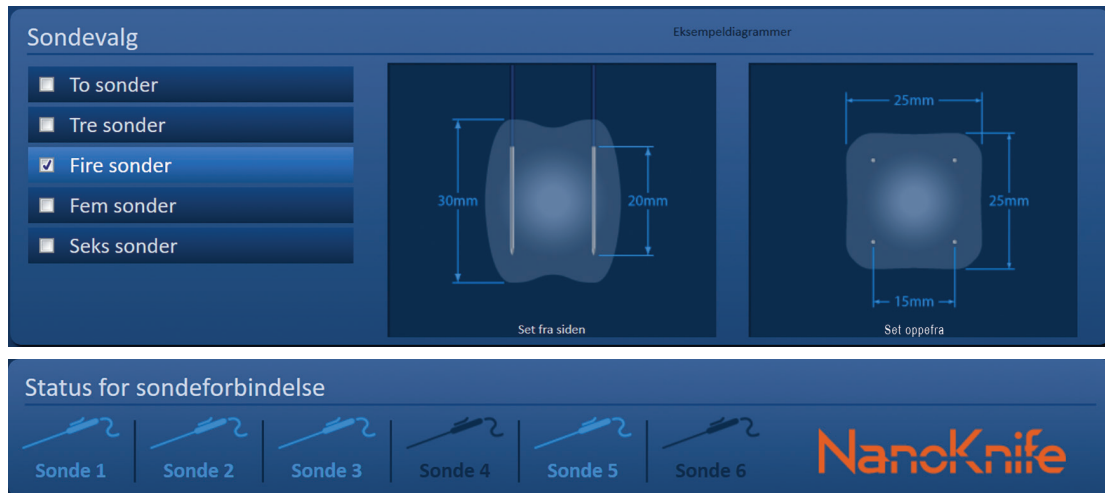 Sondevalg
Eksempeldiagrammer
To sonder
Tre sonder
Fire sonder
Fem sonder
Seks sonder
30mm
20mm
Set fra siden
25mm
25mm
15mm
Set oppefra
Status for sondeforbindelse
Sonde 1
Sonde 2
Sonde 3
Sonde 4
Sonde 5
Sonde 6
NanoKnife